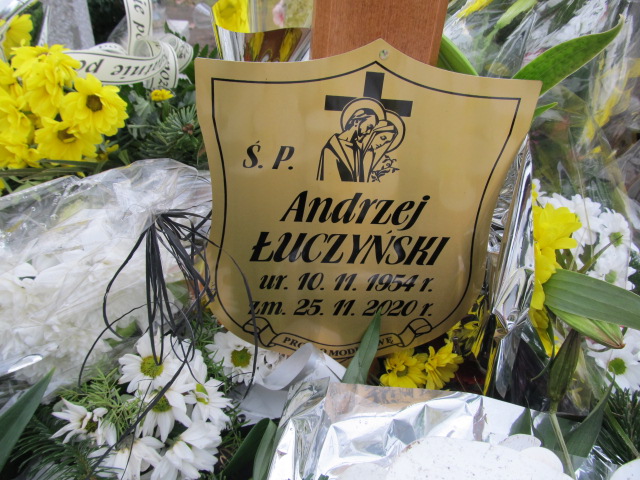 Ś. P.
Andrzej
ŁUCZYŃSKI
ur. 10. 11. 1954 r.
zm. 25. 11. 2020 r.